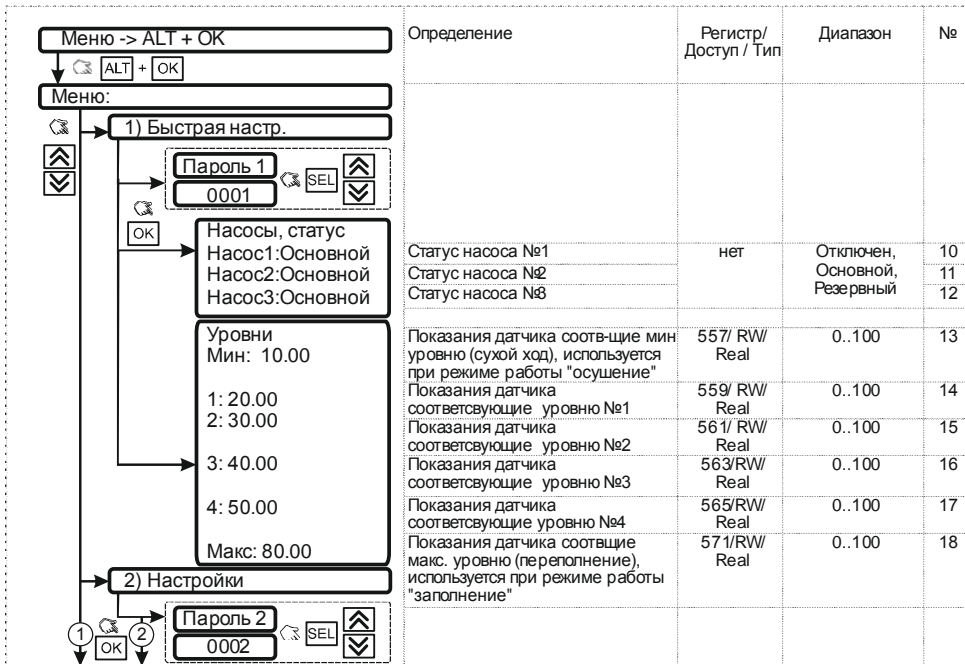 Меню -> ALT + OK
Определение
Регистр/
Доступ / Тип
Диапазон
№
ALT + OK
Меню:
1) Быстрая настр.
Пароль 1
0001
SEL
OK
Насосы, статус
Насос1:Основной
Насос2:Основной
Насос3:Основной
Статус насоса №1
Статус насоса №2
Статус насоса №3
нет
Отключен,
Основной,
Резервный
10
11
12
Уровни
Мин: 10.00
1: 20.00
2: 30.00
3: 40.00
4: 50.00
Макс: 80.00
Показания датчика соотв-щие мин
уровню (сухой ход), используется
при режиме работы "осушение"
557/ RW/
Real
0..100
13
Показания датчика
соответсвующие уровню №1
559/ RW/
Real
0..100
14
Показания датчика
соответсвующие уровню №2
561/ RW/
Real
0..100
15
Показания датчика
соответсвующие уровню №3
563/RW/
Real
0..100
16
Показания датчика
соответсвующие уровню №4
565/RW/
Real
0..100
17
Показания датчика соотвщие
макс. уровню (переполнение),
используется при режиме работы
"заполнение"
571/RW/
Real
0..100
18
2) Настройки
Пароль 2
0002
SEL
1
OK
2